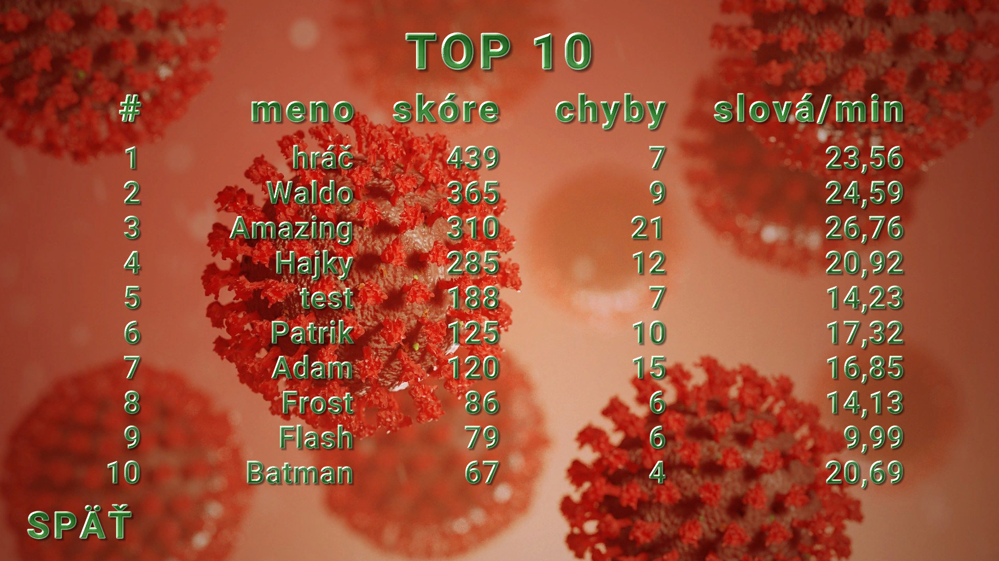 TOP 10
# meno skóre chyby slová/min
1 hráč 439 7 23,56
2 Waldo 365 9 24,59
3 Amazing 310 21 26,76
4 Hajky 285 12 20,92
5 test 188 7 14,23
6 Patrik 125 10 17,32
7 Adam 120 15 16,85
8 Frost 86 6 14,13
9 Flash 79 6 9,99
10 Batman 67 4 20,69
SPÄŤ